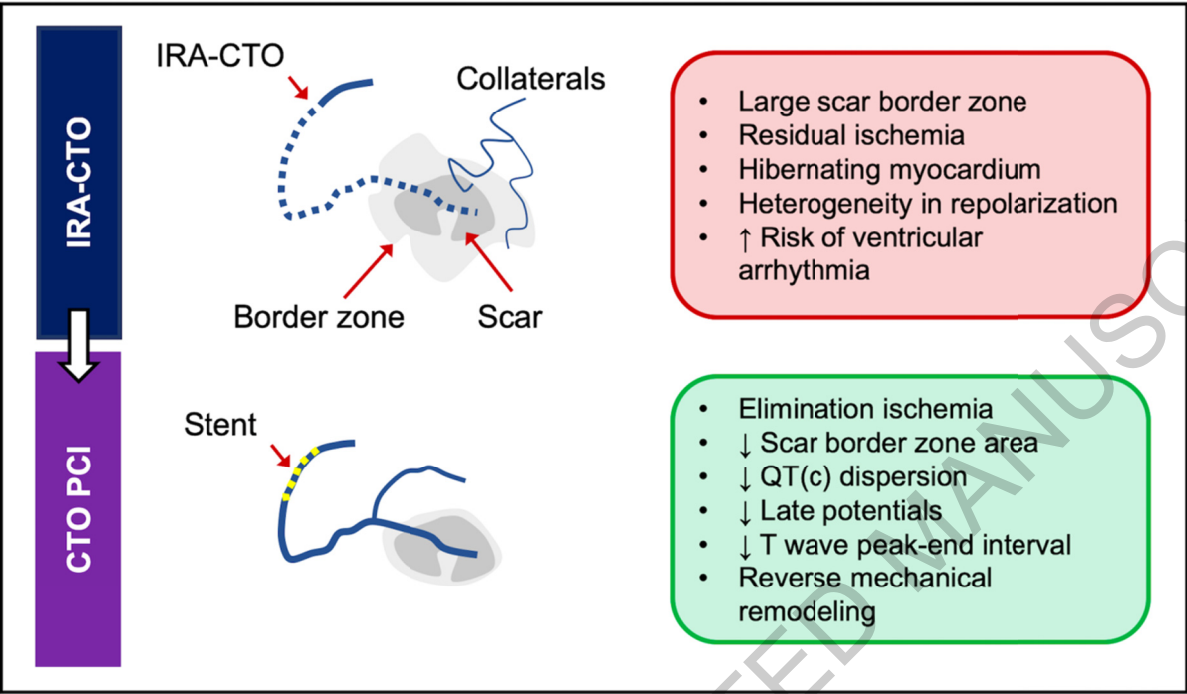 IRA-CTO
IRA-CTO
Collaterals
Border zone
Scar
• Large scar border zone
• Residual ischemia
• Hibernating myocardium
• Heterogeneity in repolarization
• ↑ Risk of ventricular
arrhythmia
CTO PCI
Stent
• Elimination ischemia
• ↓ Scar border zone area
• ↓ QT(c) dispersion
• ↓ Late potentials
• ↓ T wave peak-end interval
• Reverse mechanical
remodeling
TED MANUSC